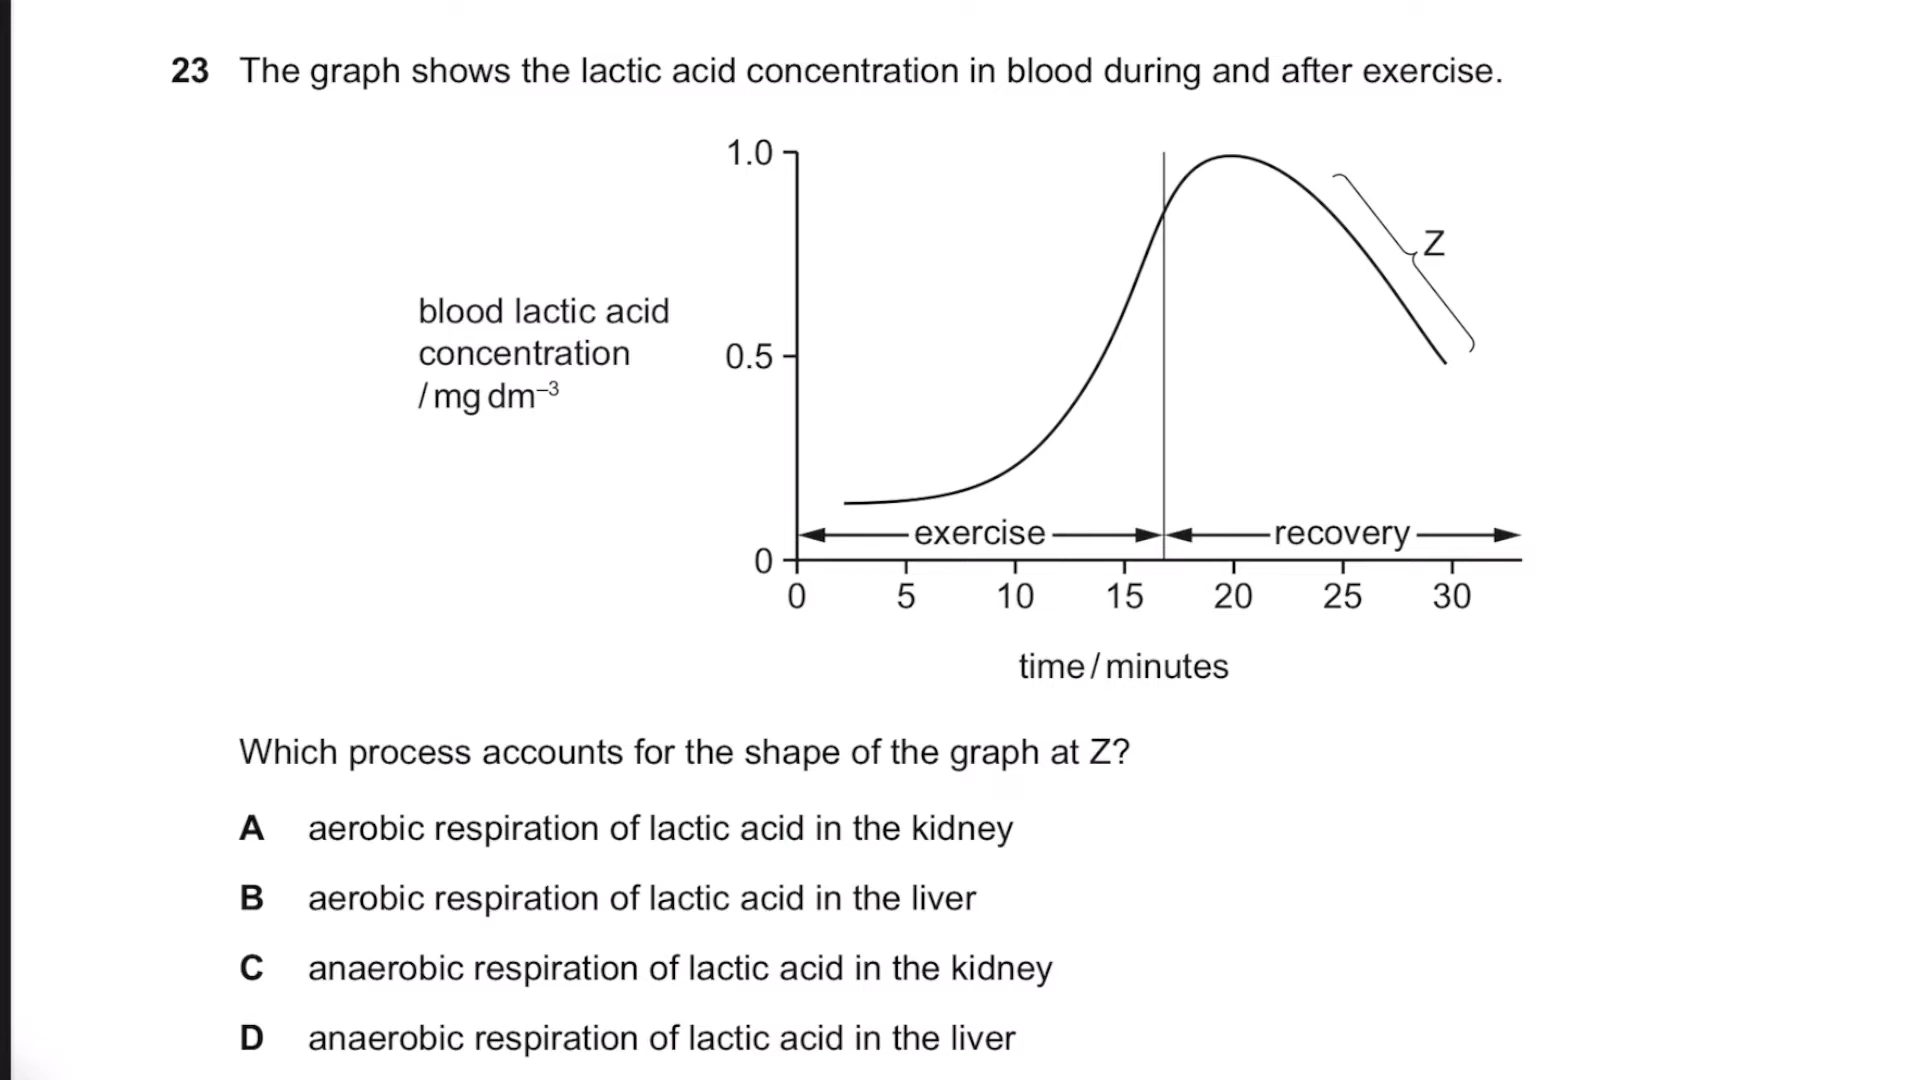 23 The graph shows the lactic acid concentration in blood during and after exercise.
1.0
Z
blood lactic acid
concentration
/ mg dm⁻³
0.5
exercise
recovery
0
0 5 10 15 20 25 30
time / minutes
Which process accounts for the shape of the graph at Z?
A aerobic respiration of lactic acid in the kidney
B aerobic respiration of lactic acid in the liver
C anaerobic respiration of lactic acid in the kidney
D anaerobic respiration of lactic acid in the liver